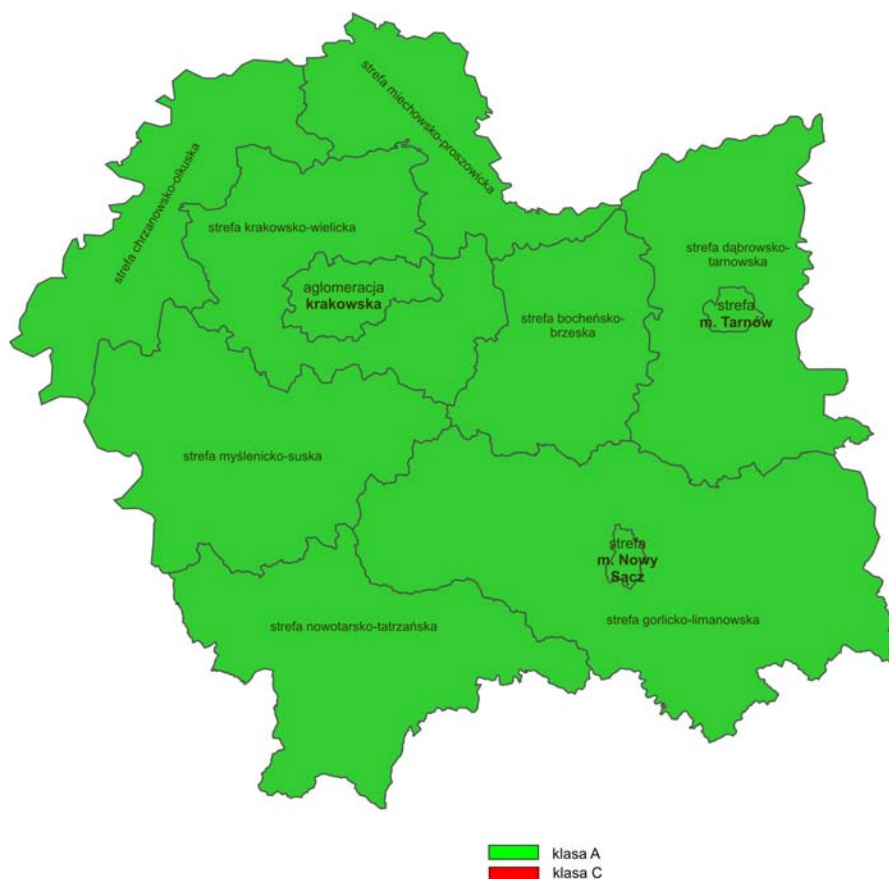 strefa miechowsko-proszowicka
strefa chrzanowsko-olkuska
strefa krakowsko-wielicka
aglomeracja
krakowska
strefa bocheńsko-
brzeska
strefa dąbrowsko-
tarnowska
strefa
m. Tarnów
strefa myślenicko-suska
strefa
m. Nowy
Sącz
strefa nowotarsko-tatrzańska
strefa gorlicko-limanowska
klasa A
klasa C